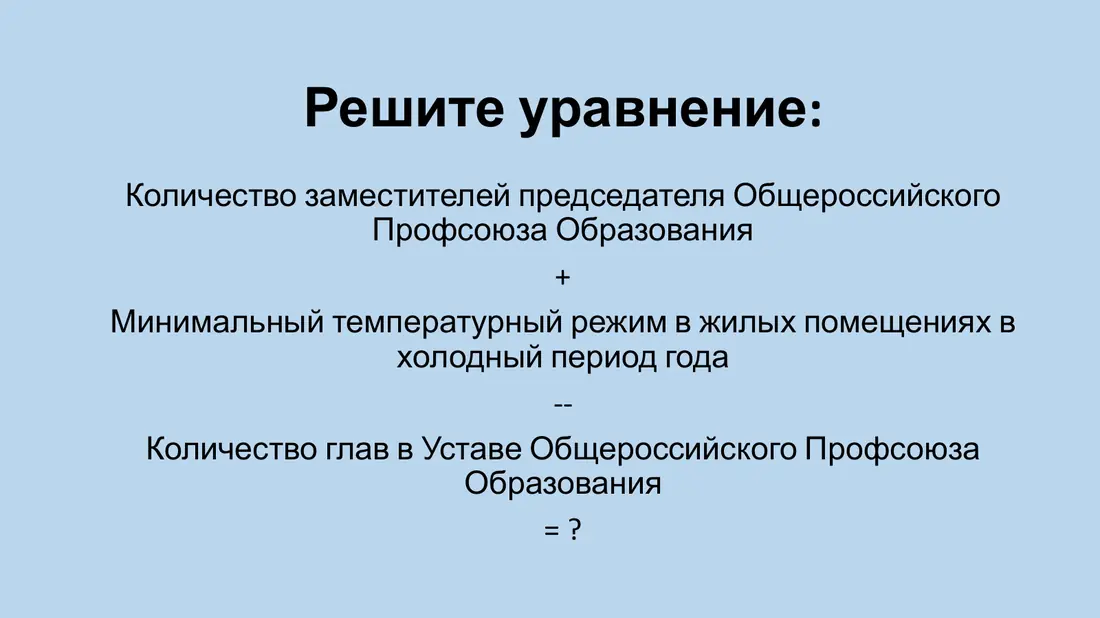 Решите уравнение:
Количество заместителей председателя Общероссийского
Профсоюза Образования
+
Минимальный температурный режим в жилых помещениях в
холодный период года
--
Количество глав в Уставе Общероссийского Профсоюза
Образования
= ?